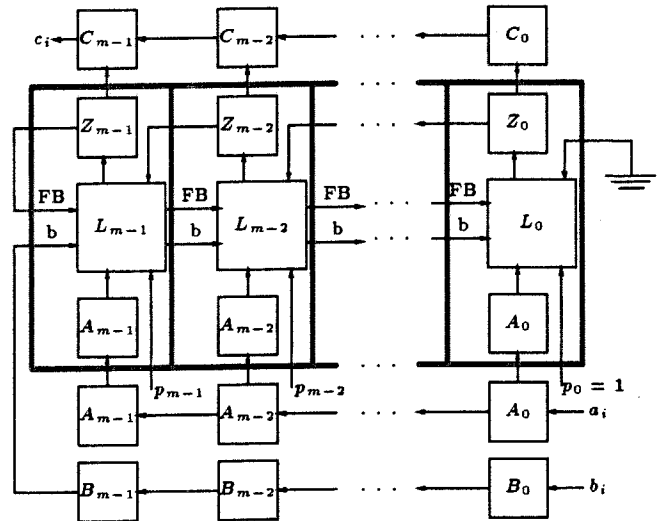 c_i C_{m-1} C_{m-2} · · · C_0
· · ·
Z_{m-1} Z_{m-2} · · · Z_0
FB FB FB · · · FB
L_{m-1} L_{m-2} L_0
b b b · · · b
A_{m-1} A_{m-2} A_0
· · ·
p_{m-1} p_{m-2} p_0 = 1
A_{m-1} A_{m-2} · · · A_0 a_i
B_{m-1} B_{m-2} · · · B_0 b_i